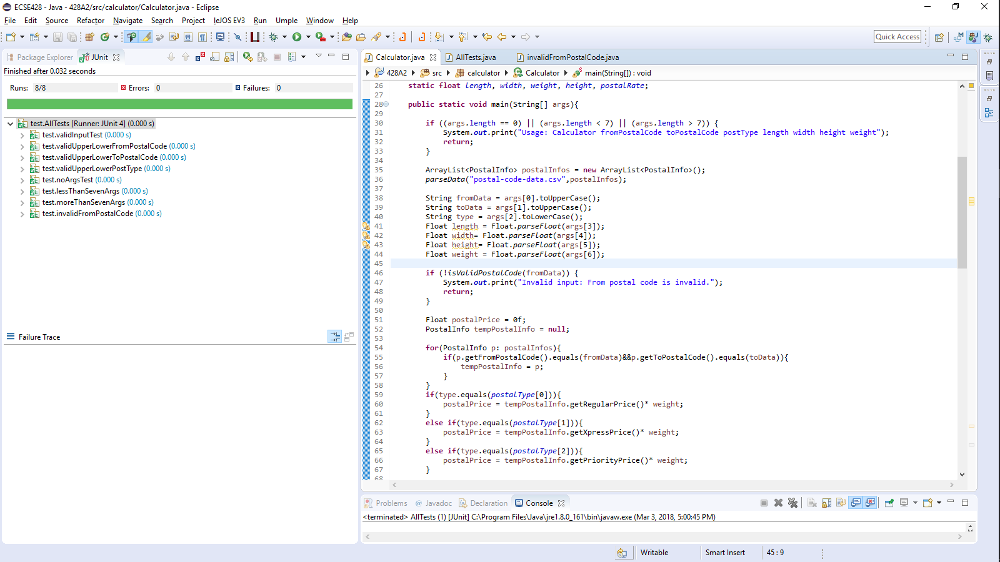 ECSE428 - Java - 428A2/src/calculator/Calculator.java - Eclipse
File Edit Source Refactor Navigate Search Project leJOS EV3 Run Umple Window Help
Quick Access
Package Explorer JUnit
Finished after 0.032 seconds
Runs: 8/8 Errors: 0 Failures: 0
test.AllTests [Runner: JUnit 4] (0.000 s)
test.validInputTest (0.000 s)
test.validUpperLowerFromPostalCode (0.000 s)
test.validUpperLowerToPostalCode (0.000 s)
test.validUpperLowerPostType (0.000 s)
test.noArgsTest (0.000 s)
test.lessThanSevenArgs (0.000 s)
test.moreThanSevenArgs (0.000 s)
test.invalidFromPostalCode (0.000 s)
Failure Trace
Calculator.java AllTests.java invalidFromPostalCode.java
428A2 src calculator Calculator main(String[]) : void
26 static float length, width, weight, height, postalRate;
27
28 public static void main(String[] args){
29
30 if ((args.length == 0) || (args.length < 7) || (args.length > 7)) {
31 System.out.print("Usage: Calculator fromPostalCode toPostalCode postType length width height weight");
32 return;
33 }
34
35 ArrayList<PostalInfo> postalInfos = new ArrayList<PostalInfo>();
36 parseData("postal-code-data.csv",postalInfos);
37
38 String fromData = args[0].toUpperCase();
39 String toData = args[1].toUpperCase();
40 String type = args[2].toLowerCase();
41 Float length = Float.parseFloat(args[3]);
42 Float width= Float.parseFloat(args[4]);
43 Float height= Float.parseFloat(args[5]);
44 Float weight = Float.parseFloat(args[6]);
45
46 if (!isValidPostalCode(fromData)) {
47 System.out.print("Invalid input: From postal code is invalid.");
48 return;
49 }
50
51 Float postalPrice = 0f;
52 PostalInfo tempPostalInfo = null;
53
54 for(PostalInfo p: postalInfos){
55 if(p.getFromPostalCode().equals(fromData)&&p.getToPostalCode().equals(toData)){
56 tempPostalInfo = p;
57 }
58 }
59 if(type.equals(postalType[0])){
60 postalPrice = tempPostalInfo.getRegularPrice()* weight;
61 }
62 else if(type.equals(postalType[1])){
63 postalPrice = tempPostalInfo.getXpressPrice()* weight;
64 }
65 else if(type.equals(postalType[2])){
66 postalPrice = tempPostalInfo.getPriorityPrice()* weight;
67 }
68
Problems Javadoc Declaration Console
<terminated> AllTests (1) [JUnit] C:\Program Files\Java\jre1.8.0_161\bin\javaw.exe (Mar 3, 2018, 5:00:45 PM)
Writable Smart Insert 45 : 9